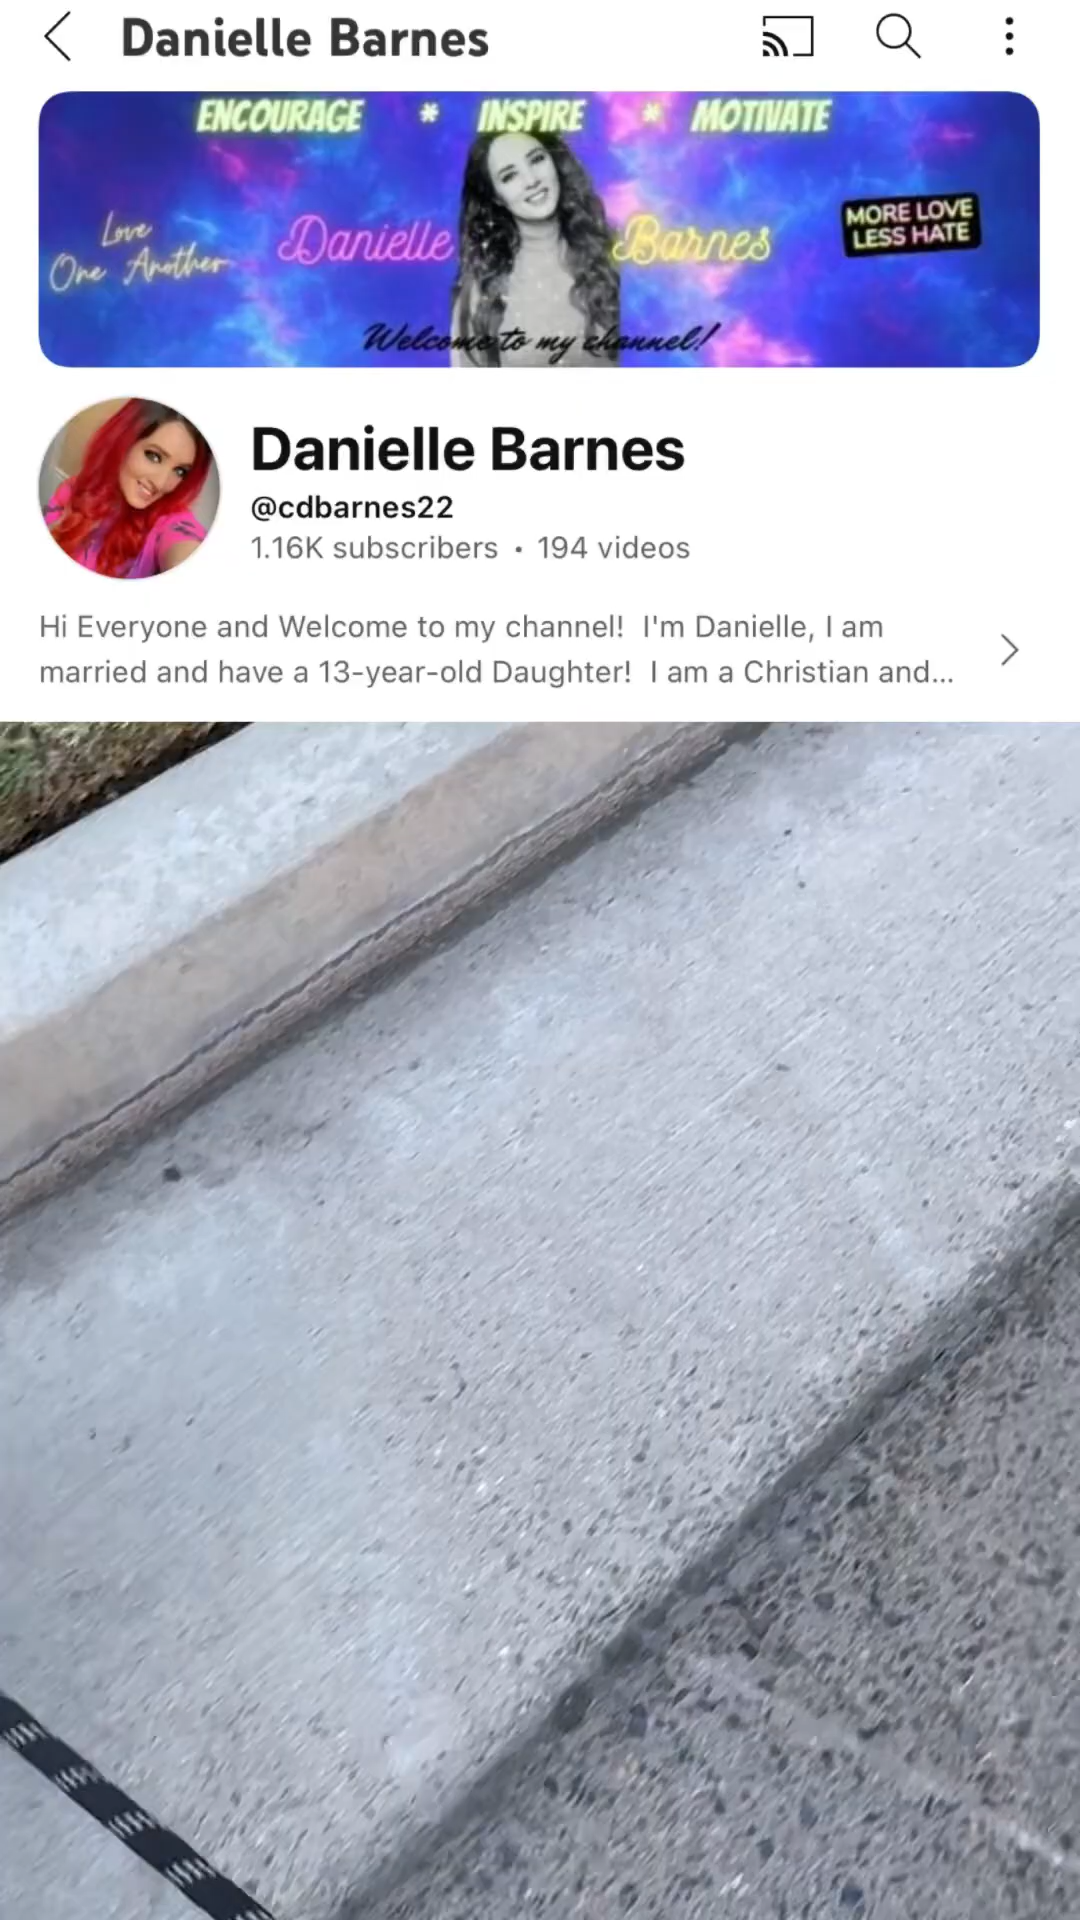 Danielle Barnes
ENCOURAGE * INSPIRE * MOTIVATE
Love
One Another
Danielle Barnes
MORE LOVE
LESS HATE
Welcome to my channel!
Danielle Barnes
@cdbarnes22
1.16K subscribers • 194 videos
Hi Everyone and Welcome to my channel! I'm Danielle, I am
married and have a 13-year-old Daughter! I am a Christian and...